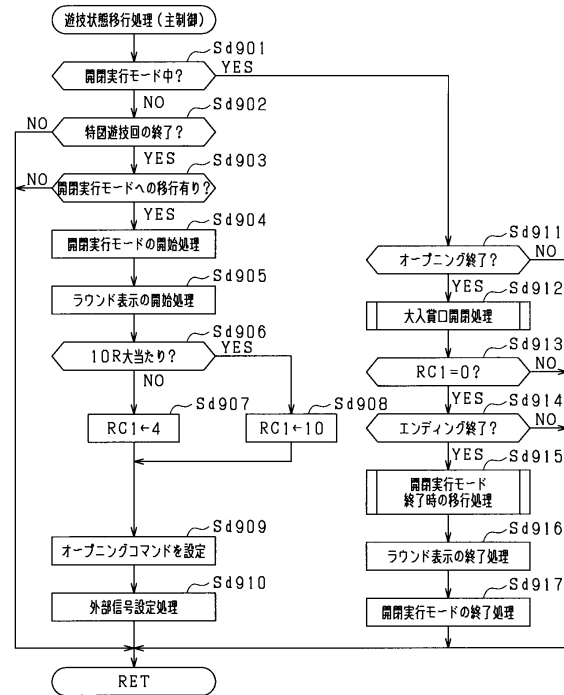 遊技状態移行処理(主制御)
Sd901
開閉実行モード中?
YES
NO
Sd902
特図遊技回の終了?
NO
YES
Sd903
開閉実行モードへの移行有り?
NO
YES
Sd904
開閉実行モードの開始処理
Sd905
ラウンド表示の開始処理
Sd906
10R大当たり?
YES
NO
Sd907
RC1←4
Sd908
RC1←10
Sd909
オープニングコマンドを設定
Sd910
外部信号設定処理
Sd911
オープニング終了?
NO
YES
Sd912
大入賞口開閉処理
Sd913
RC1=0?
NO
YES
Sd914
エンディング終了?
NO
YES
Sd915
開閉実行モード
終了時の移行処理
Sd916
ラウンド表示の終了処理
Sd917
開閉実行モードの終了処理
RET